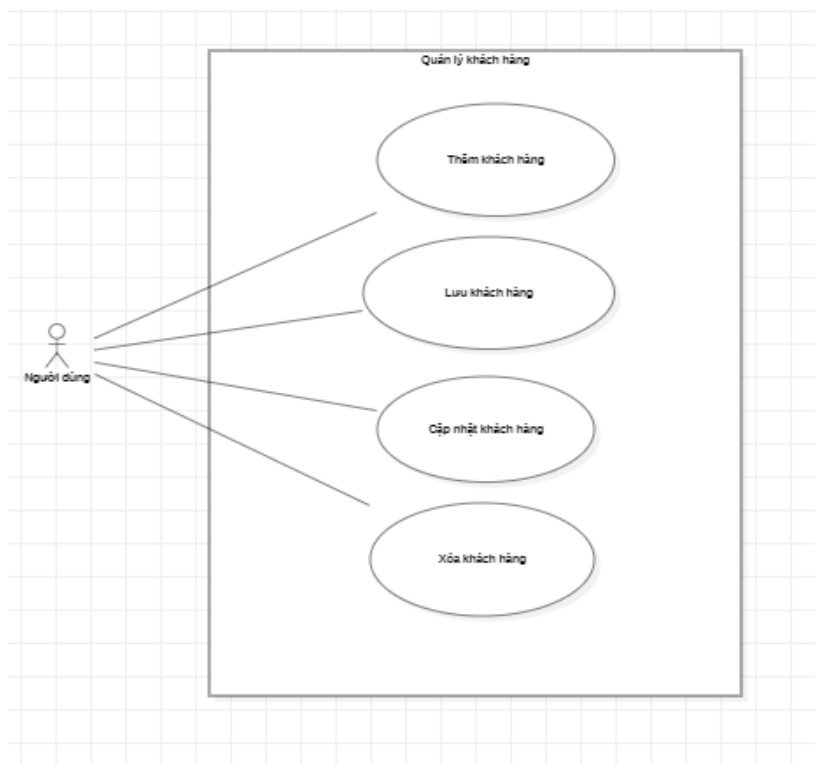 Quản lý khách hàng
Thêm khách hàng
Lưu khách hàng
Người dùng
Cập nhật khách hàng
Xóa khách hàng